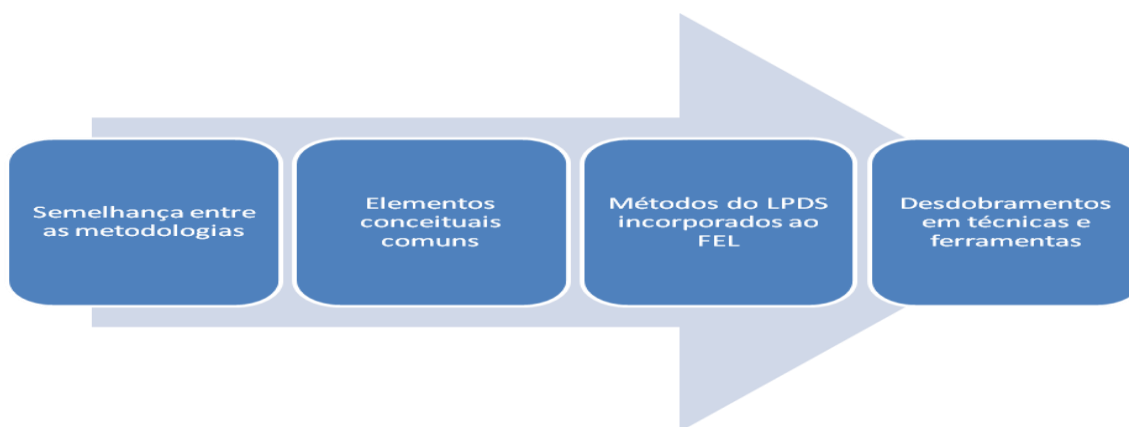 Semelhança entre
as metodologias
Elementos
conceituais
comuns
Métodos do LPDS
incorporados ao
FEL
Desdobramentos
em técnicas e
ferramentas